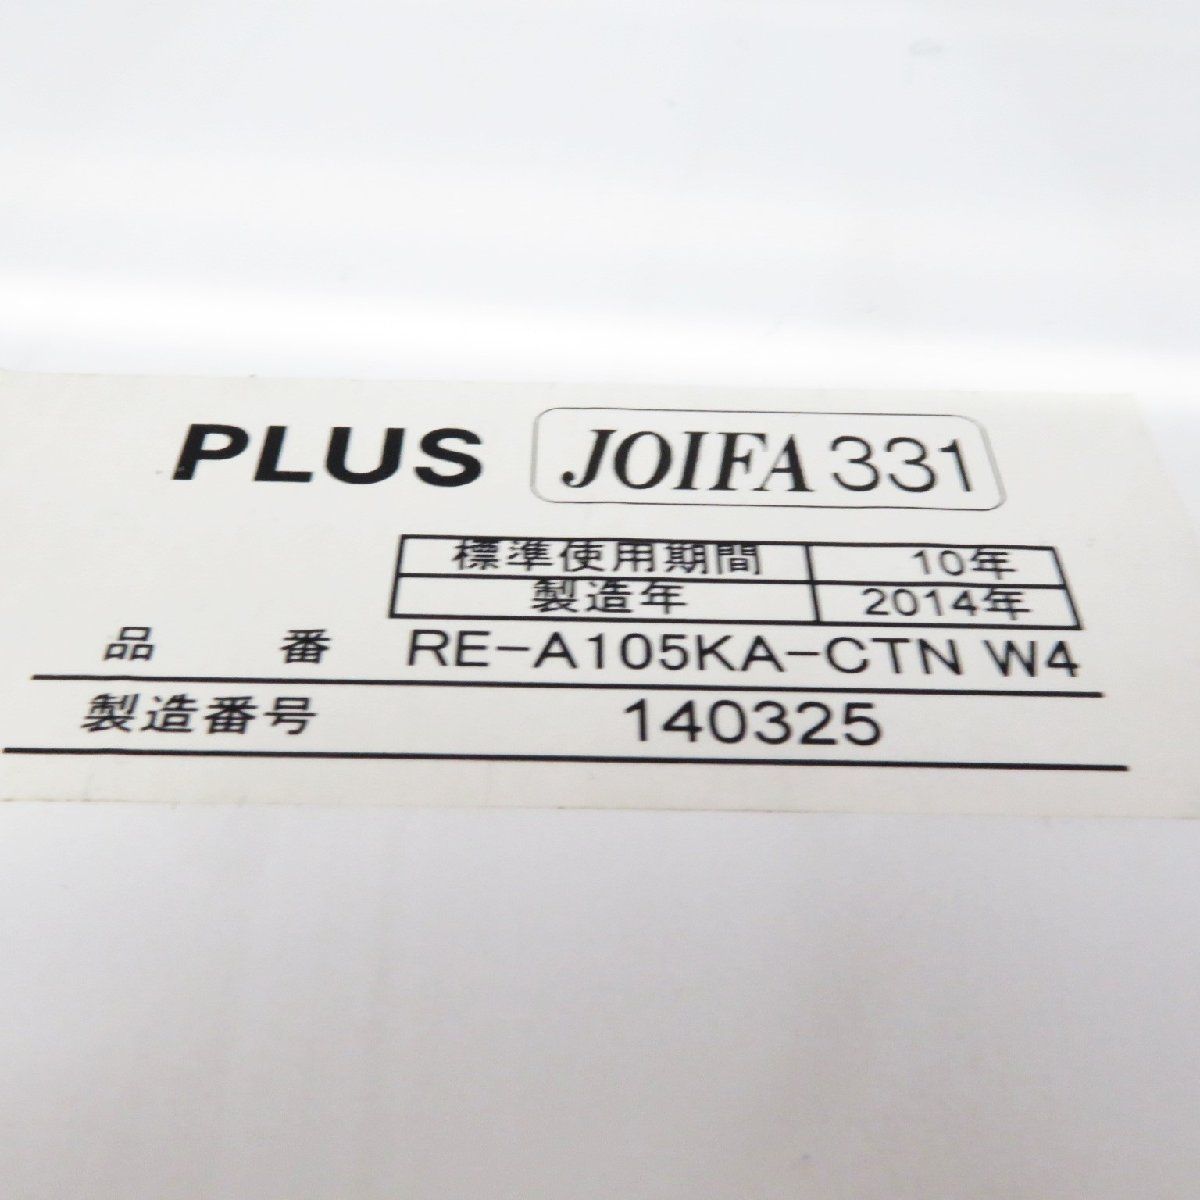 PLUS JOIFA 331
標準使用期間 10年
製造年 2014年
品番 RE-A105KA-CTN W4
製造番号 140325